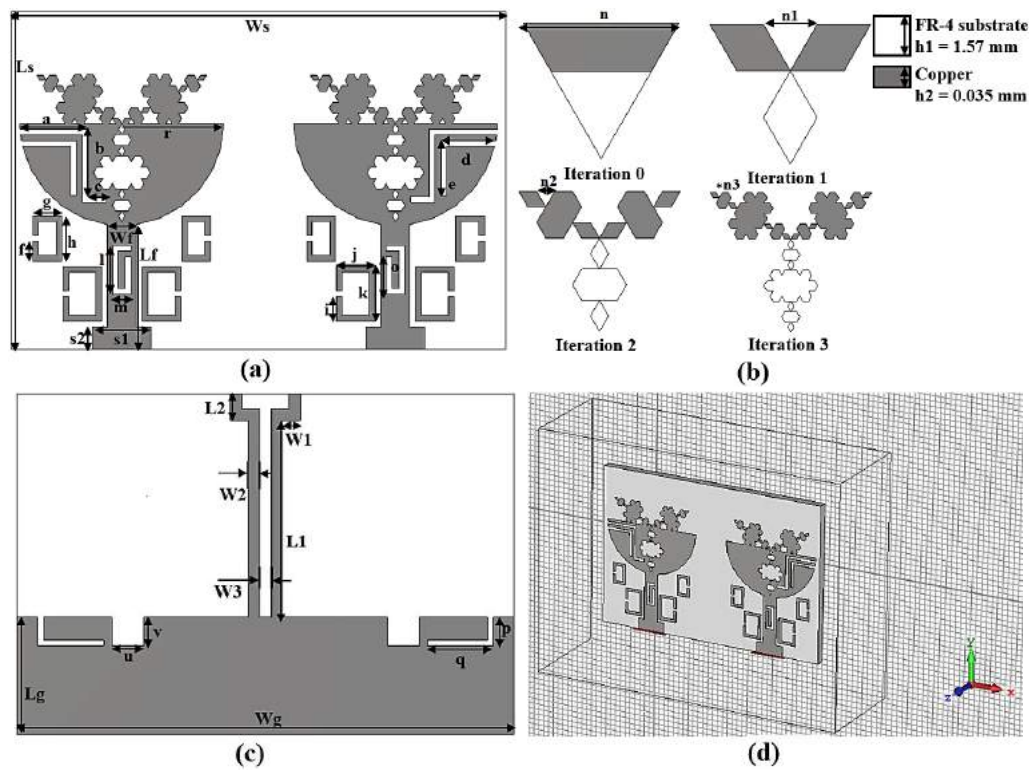 Ws
Ls
a
b
c
r
d
e
g
f
h
Wf
l
Lf
m
s2
s1
j
o
k
i
(a)
n
n1
FR-4 substrate
h1 = 1.57 mm
Copper
h2 = 0.035 mm
Iteration 0
Iteration 1
n2
*n3
Iteration 2
Iteration 3
(b)
L2
W1
W2
L1
W3
v
u
p
q
Lg
Wg
(c)
y
z
x
(d)